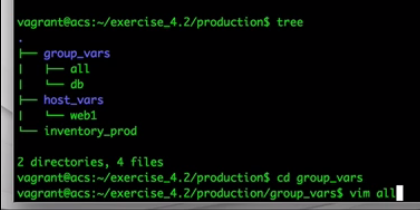 vagrant@acs:~/exercise_4.2/production$ tree
.
├── group_vars
│   ├── all
│   └── db
├── host_vars
│   └── web1
└── inventory_prod

2 directories, 4 files
vagrant@acs:~/exercise_4.2/production$ cd group_vars
vagrant@acs:~/exercise_4.2/production/group_vars$ vim all